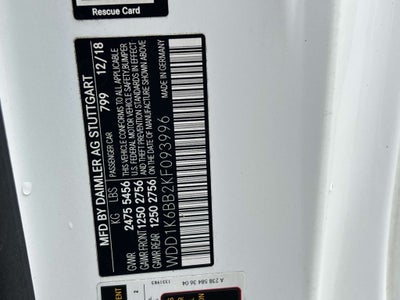 Rescue Card
MFD BY DAIMLER AG STUTTGART
PASSENGER CAR 799 12/18
KG LBS
GVWR 2475 5456
GAWR FRONT 1250 2756
GAWR REAR 1250 2756
THIS VEHICLE CONFORMS TO ALL APPLICABLE
U.S. FEDERAL MOTOR VEHICLE SAFETY, BUMPER
AND THEFT PREVENTION STANDARDS IN EFFECT
ON THE DATE OF MANUFACTURE SHOWN ABOVE
MADE IN GERMANY
WDD1K6BB2KF093996
A 238 584 36 04